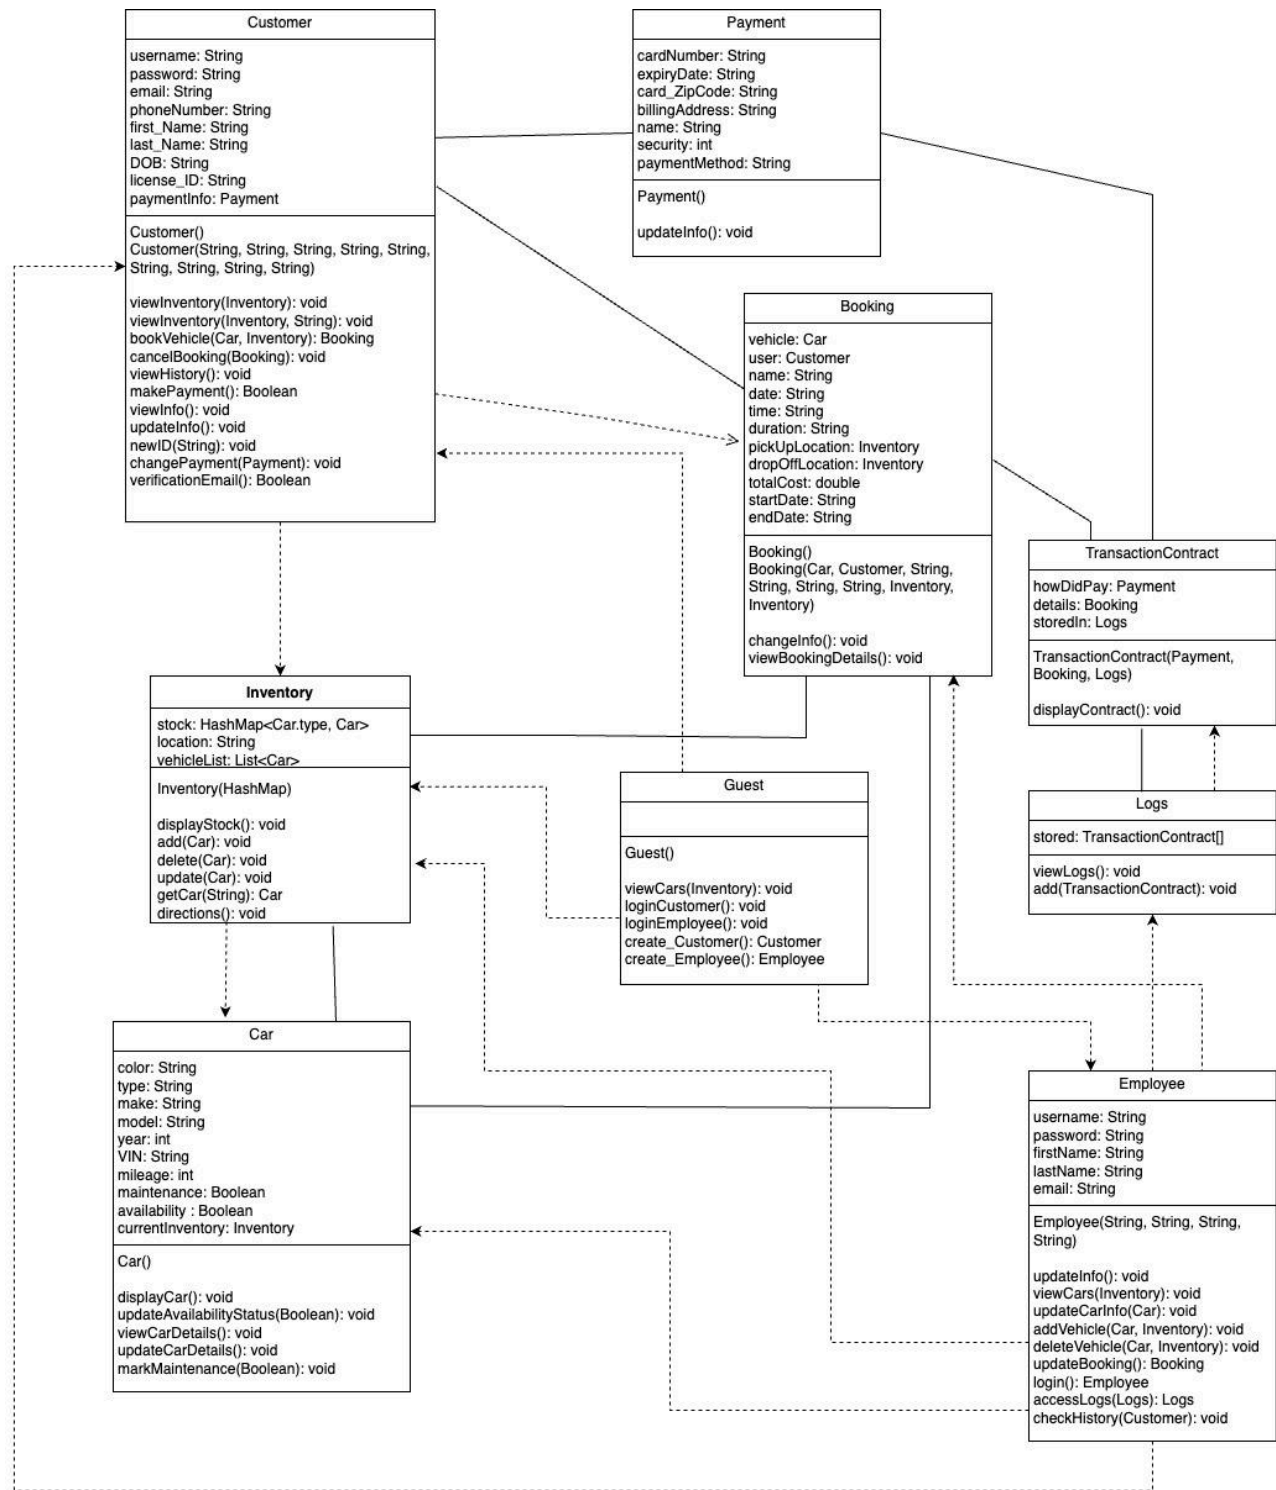 Customer
username: String
password: String
email: String
phoneNumber: String
first_Name: String
last_Name: String
DOB: String
license_ID: String
paymentInfo: Payment
Customer()
Customer(String, String, String, String, String,
String, String, String, String)
viewInventory(Inventory): void
viewInventory(Inventory, String): void
bookVehicle(Car, Inventory): Booking
cancelBooking(Booking): void
viewHistory(): void
makePayment(): Boolean
viewInfo(): void
updateInfo(): void
newID(String): void
changePayment(Payment): void
verificationEmail(): Boolean
Payment
cardNumber: String
expiryDate: String
card_ZipCode: String
billingAddress: String
name: String
security: int
paymentMethod: String
Payment()
updateInfo(): void
Booking
vehicle: Car
user: Customer
name: String
date: String
time: String
duration: String
pickUpLocation: Inventory
dropOffLocation: Inventory
totalCost: double
startDate: String
endDate: String
Booking()
Booking(Car, Customer, String,
String, String, String, Inventory,
Inventory)
changeInfo(): void
viewBookingDetails(): void
TransactionContract
howDidPay: Payment
details: Booking
storedIn: Logs
TransactionContract(Payment,
Booking, Logs)
displayContract(): void
Inventory
stock: HashMap<Car.type, Car>
location: String
vehicleList: List<Car>
Inventory(HashMap)
displayStock(): void
add(Car): void
delete(Car): void
update(Car): void
getCar(String): Car
directions(): void
Guest
Guest()
viewCars(Inventory): void
loginCustomer(): void
loginEmployee(): void
create_Customer(): Customer
create_Employee(): Employee
Logs
stored: TransactionContract[]
viewLogs(): void
add(TransactionContract): void
Car
color: String
type: String
make: String
model: String
year: int
VIN: String
mileage: int
maintenance: Boolean
availability : Boolean
currentInventory: Inventory
Car()
displayCar(): void
updateAvailabilityStatus(Boolean): void
viewCarDetails(): void
updateCarDetails(): void
markMaintenance(Boolean): void
Employee
username: String
password: String
firstName: String
lastName: String
email: String
Employee(String, String, String,
String)
updateInfo(): void
viewCars(Inventory): void
updateCarInfo(Car): void
addVehicle(Car, Inventory): void
deleteVehicle(Car, Inventory): void
updateBooking(): Booking
login(): Employee
accessLogs(Logs): Logs
checkHistory(Customer): void